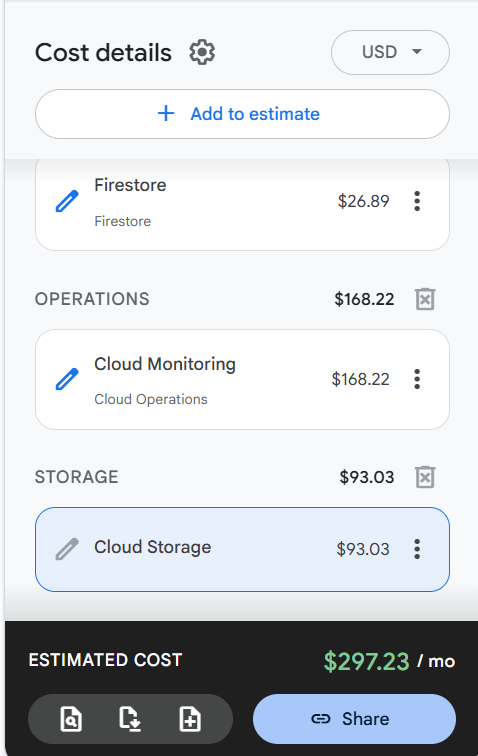 Cost details
USD
+ Add to estimate
Firestore
$26.89
Firestore
OPERATIONS
$168.22
Cloud Monitoring
$168.22
Cloud Operations
STORAGE
$93.03
Cloud Storage
$93.03
ESTIMATED COST
$297.23 / mo
Share